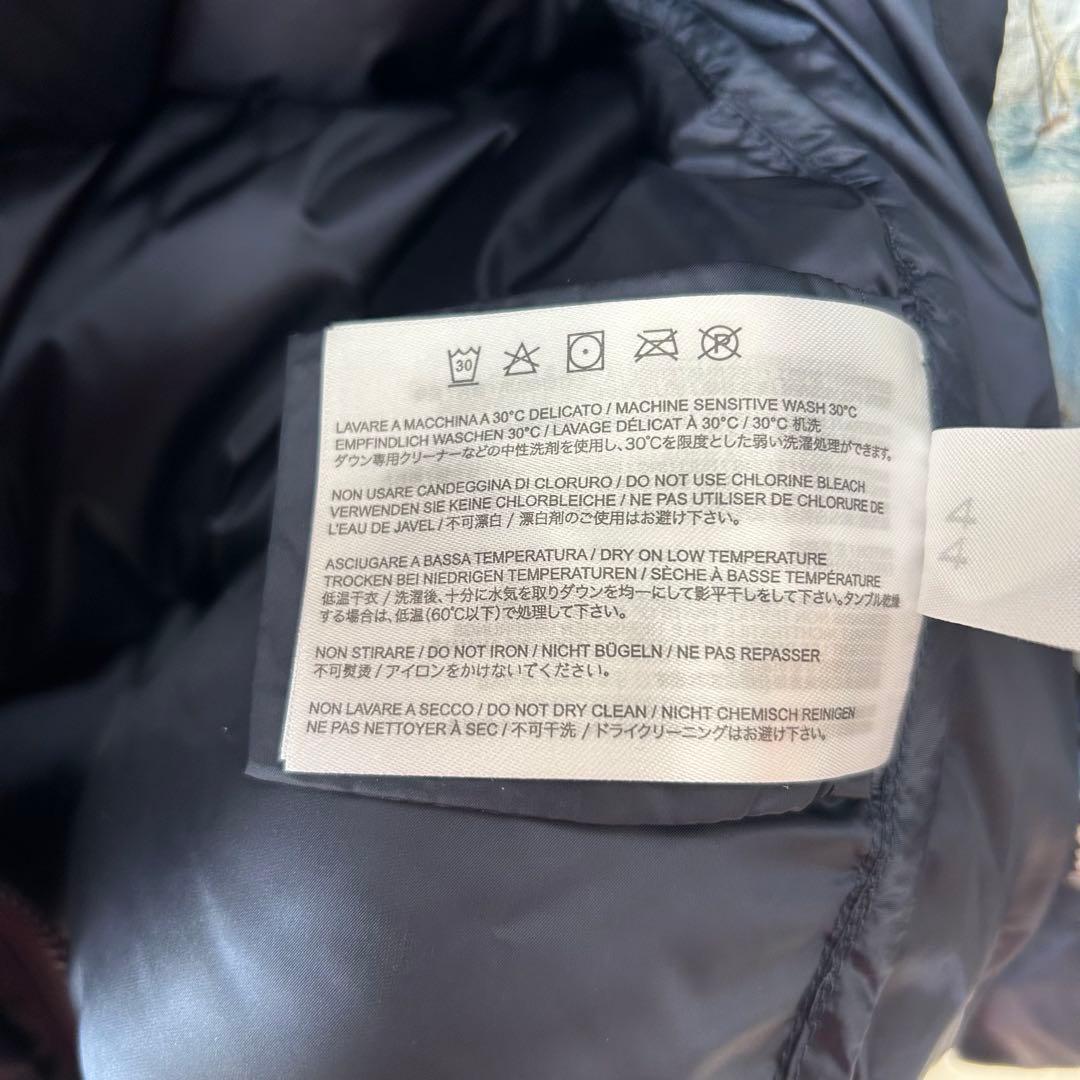 30
P
LAVARE A MACCHINA A 30°C DELICATO / MACHINE SENSITIVE WASH 30°C
EMPFINDLICH WASCHEN 30°C / LAVAGE DÉLICAT À 30°C / 30°C 机洗
ダウン専用クリーナーなどの中性洗剤を使用し、30℃を限度とした弱い洗濯処理ができます。
NON USARE CANDEGGINA DI CLORURO / DO NOT USE CHLORINE BLEACH
VERWENDEN SIE KEINE CHLORBLEICHE / NE PAS UTILISER DE CHLORURE DE
L'EAU DE JAVEL / 不可漂白 / 漂白剤のご使用はお避け下さい。
ASCIUGARE A BASSA TEMPERATURA / DRY ON LOW TEMPERATURE
TROCKEN BEI NIEDRIGEN TEMPERATUREN / SÈCHE À BASSE TEMPÉRATURE
低温干衣 / 洗濯後、十分に水気を取りダウンを均一にして影平干しをして下さい。タンブル乾燥
する場合は、低温(60℃以下)で処理して下さい。
NON STIRARE / DO NOT IRON / NICHT BÜGELN / NE PAS REPASSER
不可熨烫 / アイロンをかけないでください。
NON LAVARE A SECCO / DO NOT DRY CLEAN / NICHT CHEMISCH REINIGEN
NE PAS NETTOYER À SEC / 不可干洗 / ドライクリーニングはお避け下さい。
4
4